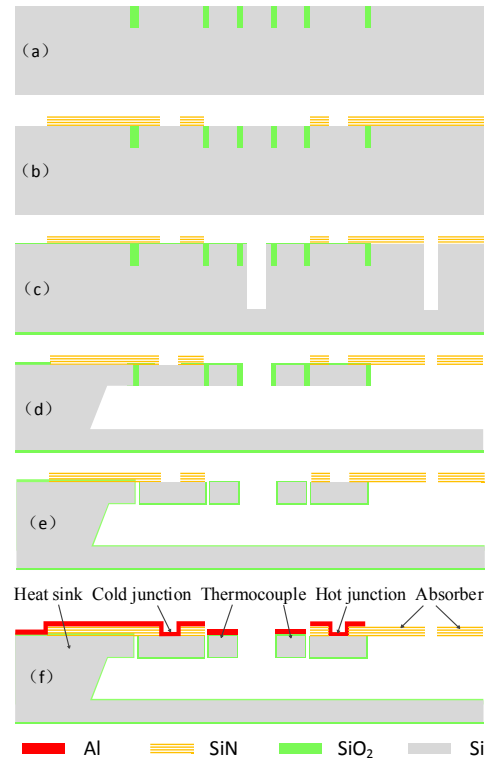 （a）
（b）
（c）
（d）
（e）
Heat sink Cold junction Thermocouple Hot junction Absorber
（f）
Al SiN SiO₂ Si